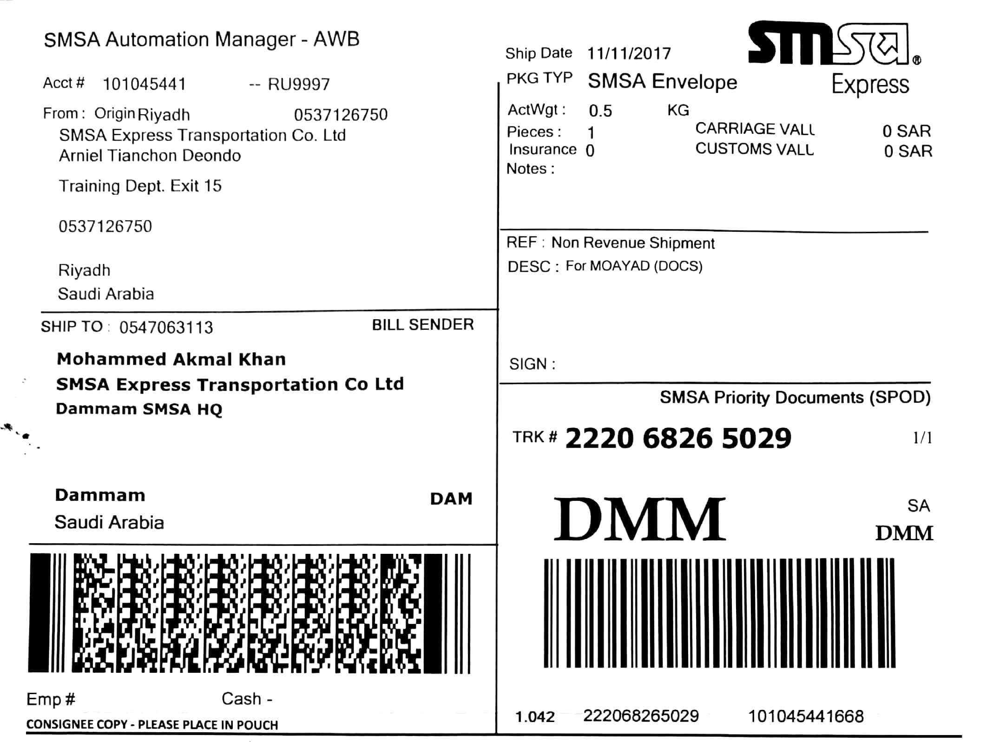 SMSA Automation Manager - AWB
Acct # 101045441 -- RU9997
From : Origin Riyadh 0537126750
SMSA Express Transportation Co. Ltd
Arniel Tianchon Deondo
Training Dept. Exit 15
0537126750
Riyadh
Saudi Arabia
SHIP TO : 0547063113 BILL SENDER
Mohammed Akmal Khan
SMSA Express Transportation Co Ltd
Dammam SMSA HQ
Dammam DAM
Saudi Arabia
Emp # Cash -
CONSIGNEE COPY - PLEASE PLACE IN POUCH
smsa ®
Express
Ship Date 11/11/2017
PKG TYP SMSA Envelope
ActWgt : 0.5 KG
Pieces : 1 CARRIAGE VALU 0 SAR
Insurance 0 CUSTOMS VALU 0 SAR
Notes :
REF : Non Revenue Shipment
DESC : For MOAYAD (DOCS)
SIGN :
SMSA Priority Documents (SPOD)
TRK # 2220 6826 5029 1/1
DMM SA
DMM
1.042 222068265029 101045441668